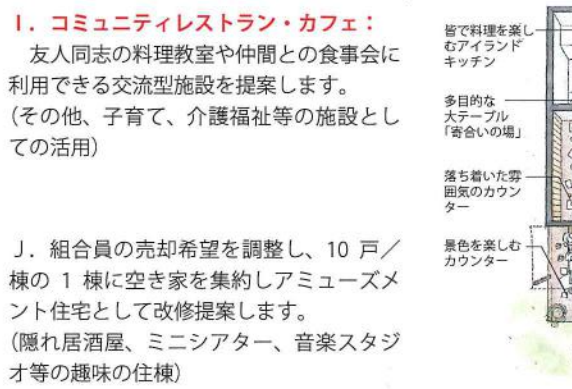 Ⅰ. コミュニティレストラン・カフェ：
友人同志の料理教室や仲間との食事会に
利用できる交流型施設を提案します。
(その他、子育て、介護福祉等の施設とし
ての活用)
J. 組合員の売却希望を調整し、10 戸／
棟の 1 棟に空き家を集約しアミューズメ
ント住宅として改修提案します。
(隠れ居酒屋、ミニシアター、音楽スタジ
オ等の趣味の住棟)
皆で料理を楽し
むアイランド
キッチン
多目的な
大テーブル
「寄合いの場」
落ち着いた雰
囲気のカウン
ター
景色を楽しむ
カウンター